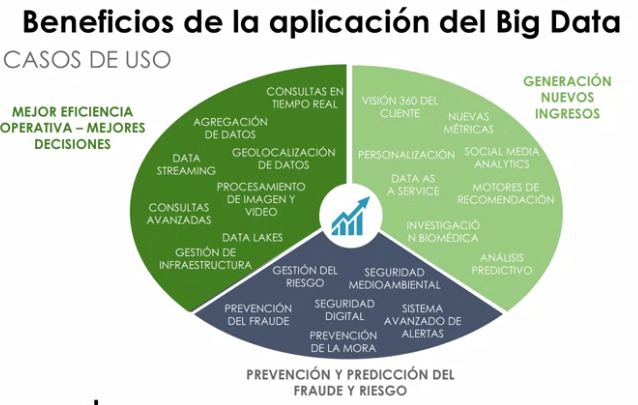 Beneficios de la aplicación del Big Data
CASOS DE USO
MEJOR EFICIENCIA
OPERATIVA – MEJORES
DECISIONES
CONSULTAS EN
TIEMPO REAL
AGREGACIÓN
DE DATOS
DATA
STREAMING
GEOLOCALIZACIÓN
DE DATOS
PROCESAMIENTO
DE IMAGEN Y
VIDEO
CONSULTAS
AVANZADAS
DATA LAKES
GESTIÓN DE
INFRAESTRUCTURA
GENERACIÓN
NUEVOS
INGRESOS
VISIÓN 360 DEL
CLIENTE
NUEVAS
MÉTRICAS
PERSONALIZACIÓN
SOCIAL MEDIA
ANALYTICS
DATA AS
A SERVICE
MOTORES DE
RECOMENDACIÓN
INVESTIGACIÓ
N BIOMÉDICA
ANÁLISIS
PREDICTIVO
GESTIÓN DEL
RIESGO
SEGURIDAD
MEDIOAMBIENTAL
PREVENCIÓN
DEL FRAUDE
SEGURIDAD
DIGITAL
SISTEMA
AVANZADO DE
ALERTAS
PREVENCIÓN
DE LA MORA
PREVENCIÓN Y PREDICCIÓN DEL
FRAUDE Y RIESGO